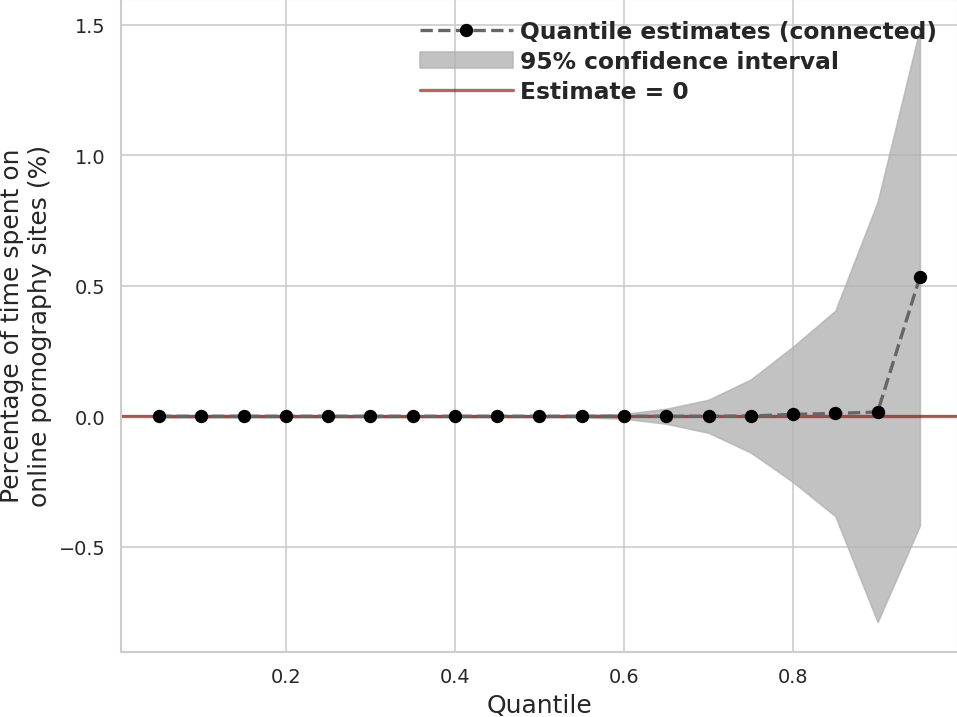 Quantile estimates (connected)
95% confidence interval
Estimate = 0
Percentage of time spent on
online pornography sites (%)
1.5
1.0
0.5
0.0
−0.5
0.2
0.4
0.6
0.8
Quantile